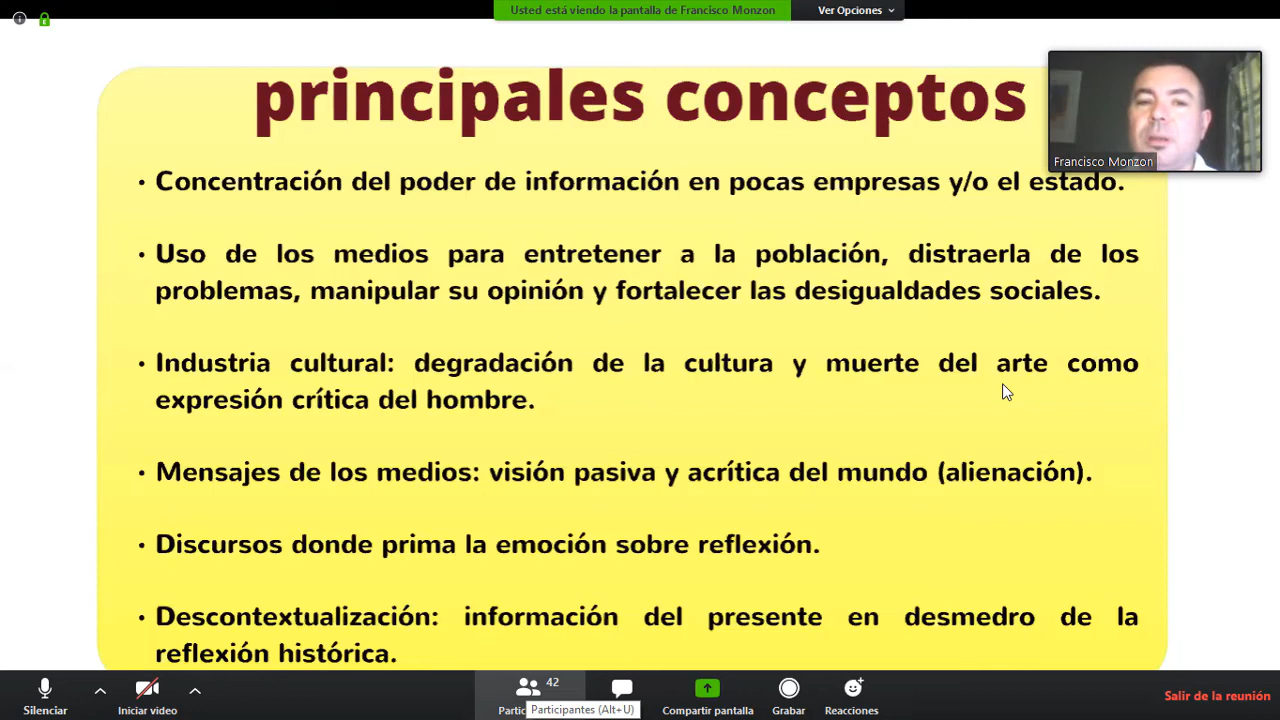 Usted está viendo la pantalla de Francisco Monzon
Ver Opciones
principales conceptos
Francisco Monzon
• Concentración del poder de información en pocas empresas y/o el estado.
• Uso de los medios para entretener a la población, distraerla de los
problemas, manipular su opinión y fortalecer las desigualdades sociales.
• Industria cultural: degradación de la cultura y muerte del arte como
expresión crítica del hombre.
• Mensajes de los medios: visión pasiva y acrítica del mundo (alienación).
• Discursos donde prima la emoción sobre reflexión.
• Descontextualización: información del presente en desmedro de la
reflexión histórica.
42
Silenciar
Iniciar video
Partic
Participantes (Alt+U)
Compartir pantalla
Grabar
Reacciones
Salir de la reunión